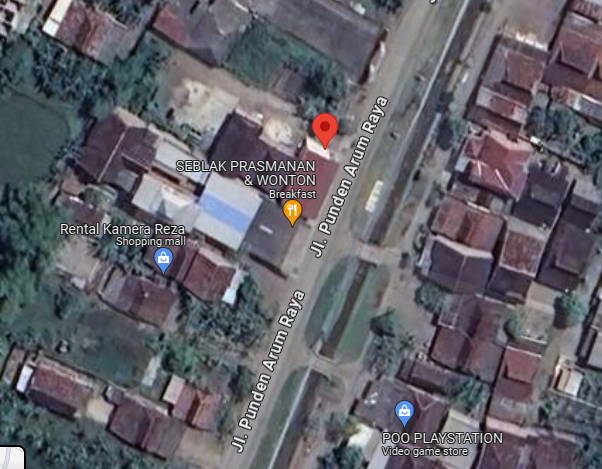 Jl. Punden Arum Raya
SEBLAK PRASMANAN
& WONTON
Breakfast
Rental Kamera Reza
Shopping mall
Jl. Punden Arum Raya
POO PLAYSTATION
Video game store